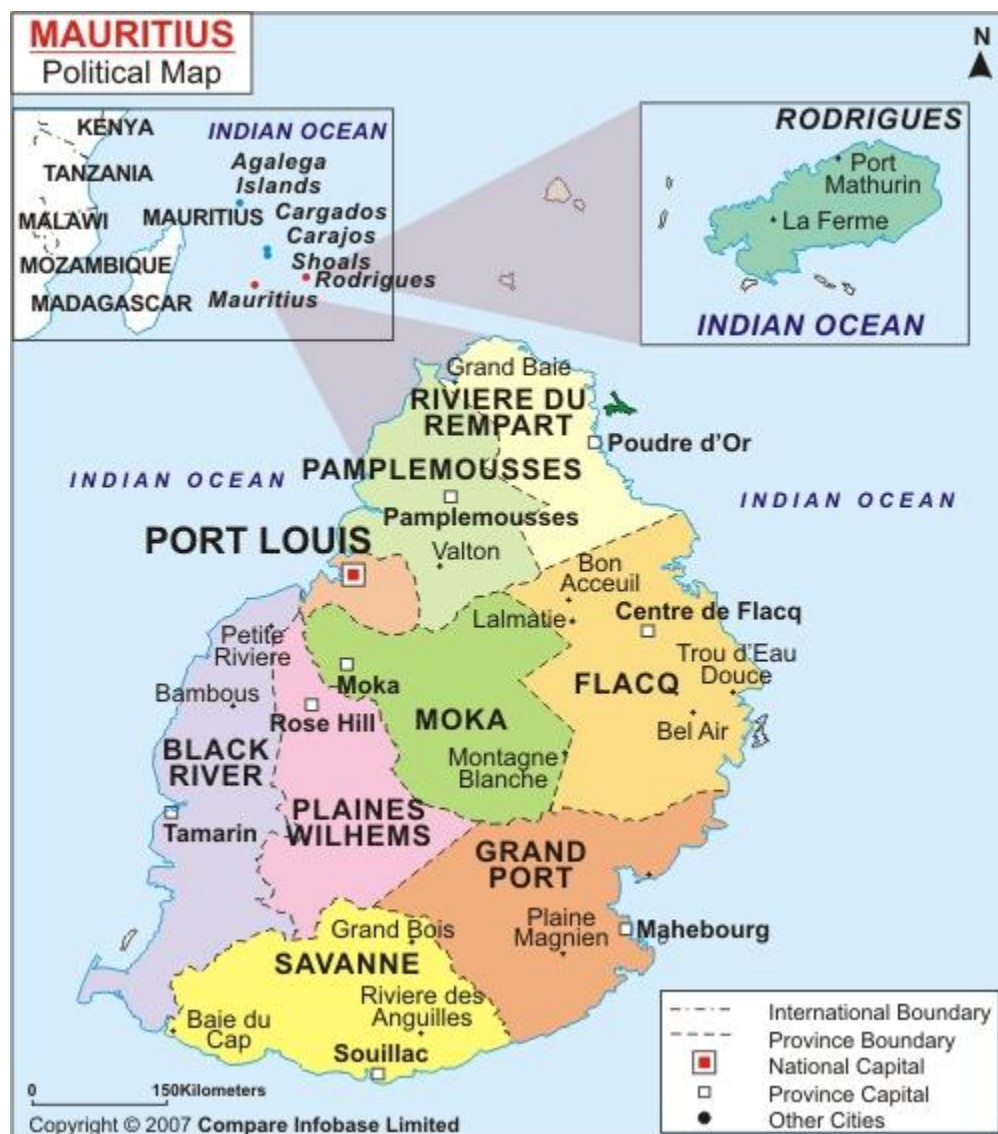 MAURITIUS
Political Map
N
KENYA
INDIAN OCEAN
TANZANIA
Agalega
Islands
MALAWI
MAURITIUS
Cargados
Carajos
Shoals
MOZAMBIQUE
Rodrigues
MADAGASCAR
Mauritius
RODRIGUES
Port
Mathurin
La Ferme
INDIAN OCEAN
Grand Baie
RIVIERE DU
REMPART
Poudre d'Or
INDIAN OCEAN
PAMPLEMOUSSES
INDIAN OCEAN
Pamplemousses
PORT LOUIS
Valton
Bon
Acceuil
Lalmatie
Centre de Flacq
Petite
Riviere
Trou d'Eau
Douce
Moka
FLACQ
Bambous
Rose Hill
MOKA
Bel Air
BLACK
RIVER
Montagne
Blanche
PLAINES
WILHEMS
Tamarin
GRAND
PORT
Plaine
Magnien
Mahebourg
Grand Bois
SAVANNE
Riviere des
Anguilles
Baie du
Cap
Souillac
International Boundary
Province Boundary
National Capital
Province Capital
Other Cities
0 150Kilometers
Copyright © 2007 Compare Infobase Limited